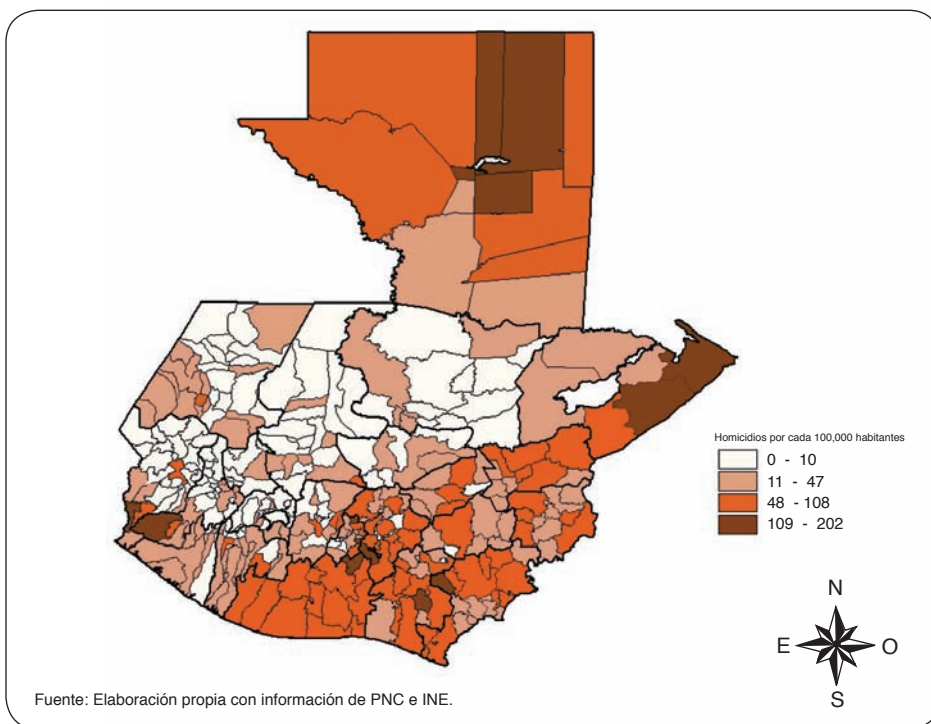 Homicidios por cada 100,000 habitantes
0 - 10
11 - 47
48 - 108
109 - 202
N
E O
S
Fuente: Elaboración propia con información de PNC e INE.